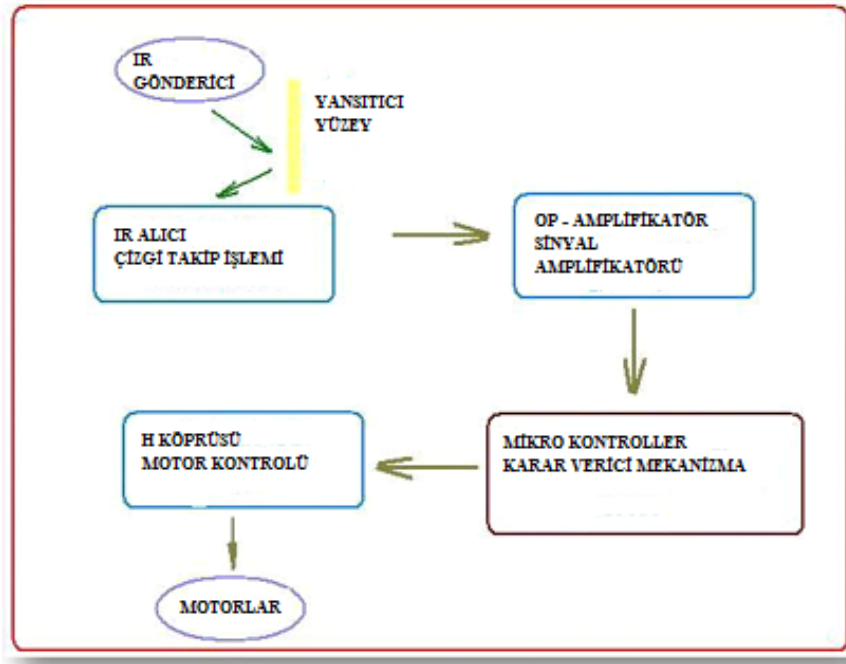 IR
GÖNDERİCİ
YANSITICI
YÜZEY
IR ALICI
ÇİZGİ TAKİP İŞLEMİ
OP - AMPLİFİKATÖR
SİNYAL
AMPLİFİKATÖRÜ
MİKRO KONTROLLER
KARAR VERİCİ MEKANİZMA
H KÖPRÜSÜ
MOTOR KONTROLÜ
MOTORLAR